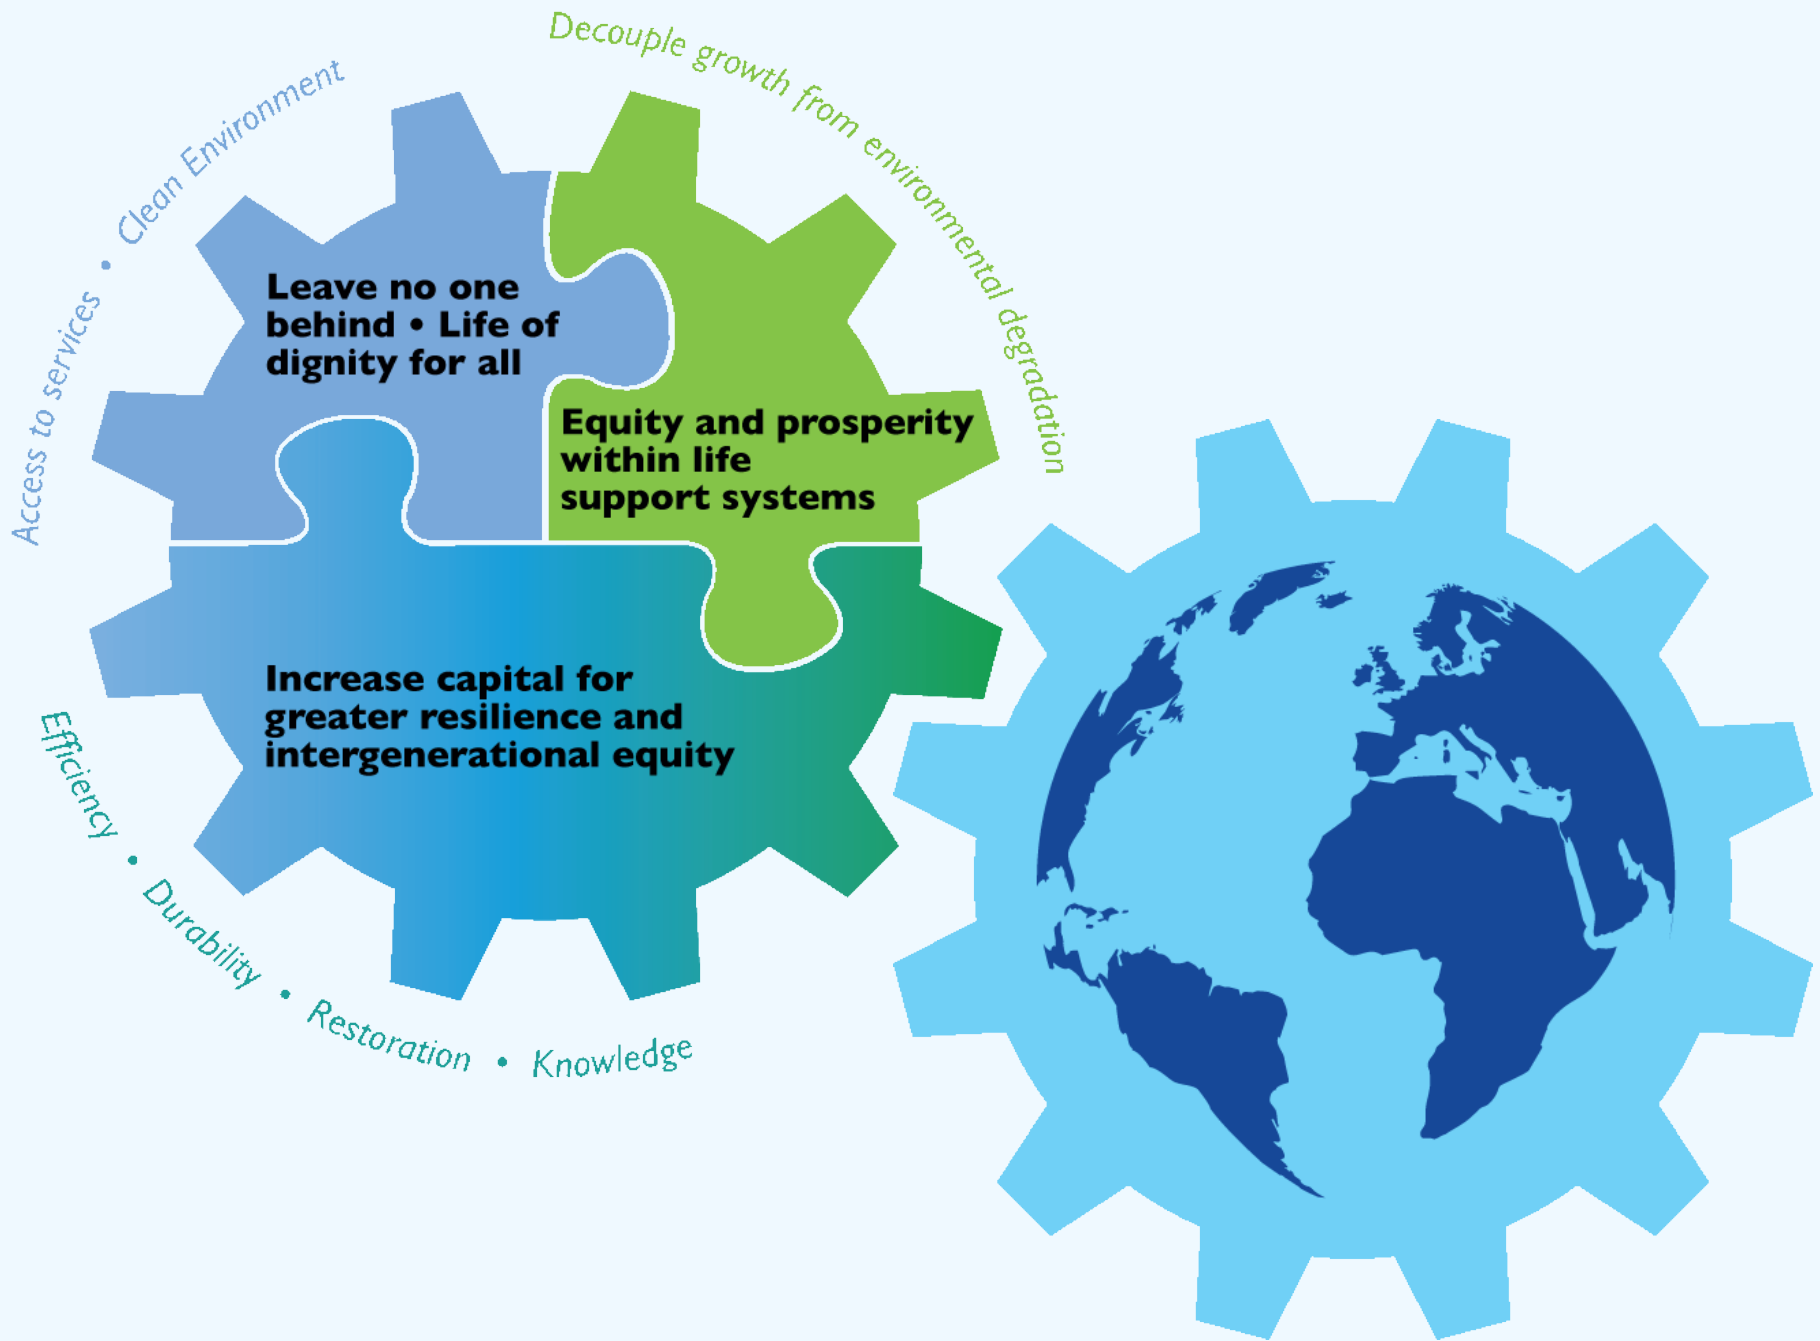 Decouple growth from environmental degradation
Access to services • Clean Environment
Leave no one
behind • Life of
dignity for all
Equity and prosperity
within life
support systems
Increase capital for
greater resilience and
intergenerational equity
Efficiency • Durability • Restoration • Knowledge